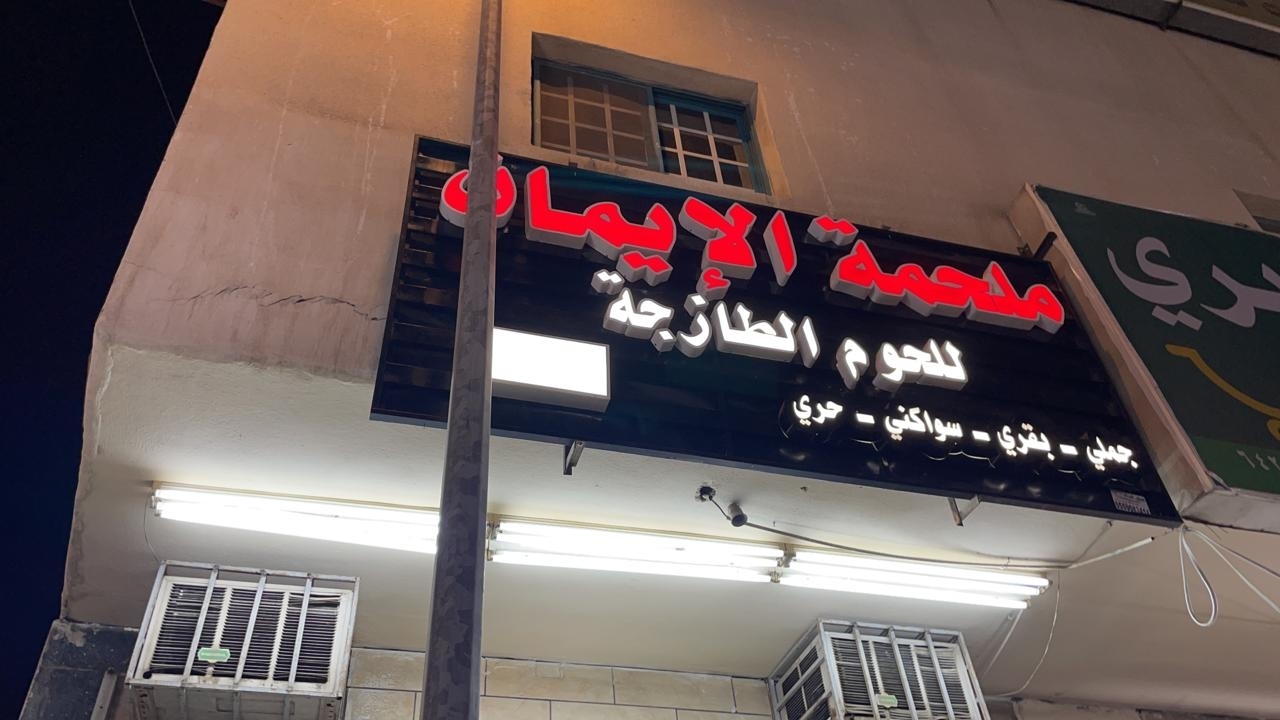 ملحمة الإيمان
للحوم الطازجة
جملي - بقري - سواكني - حري